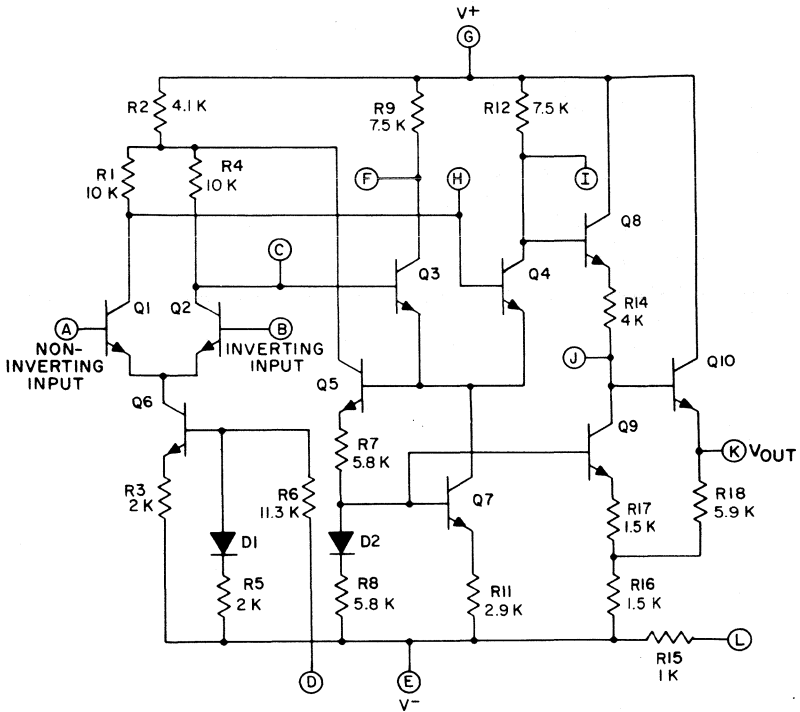 V+
G
R2 4.1 K
R9
7.5 K
R12 7.5 K
R1
10 K
R4
10 K
F
H
I
Q8
C
Q3
Q4
Q1
Q2
R14
4 K
A
NON-
INVERTING
INPUT
B
INVERTING
INPUT
J
Q10
Q5
Q6
Q9
R7
5.8 K
K VOUT
R3
2 K
R6
11.3 K
Q7
R17
1.5 K
R18
5.9 K
D1
D2
R5
2 K
R8
5.8 K
R11
2.9 K
R16
1.5 K
R15
1 K
L
D
E
V-